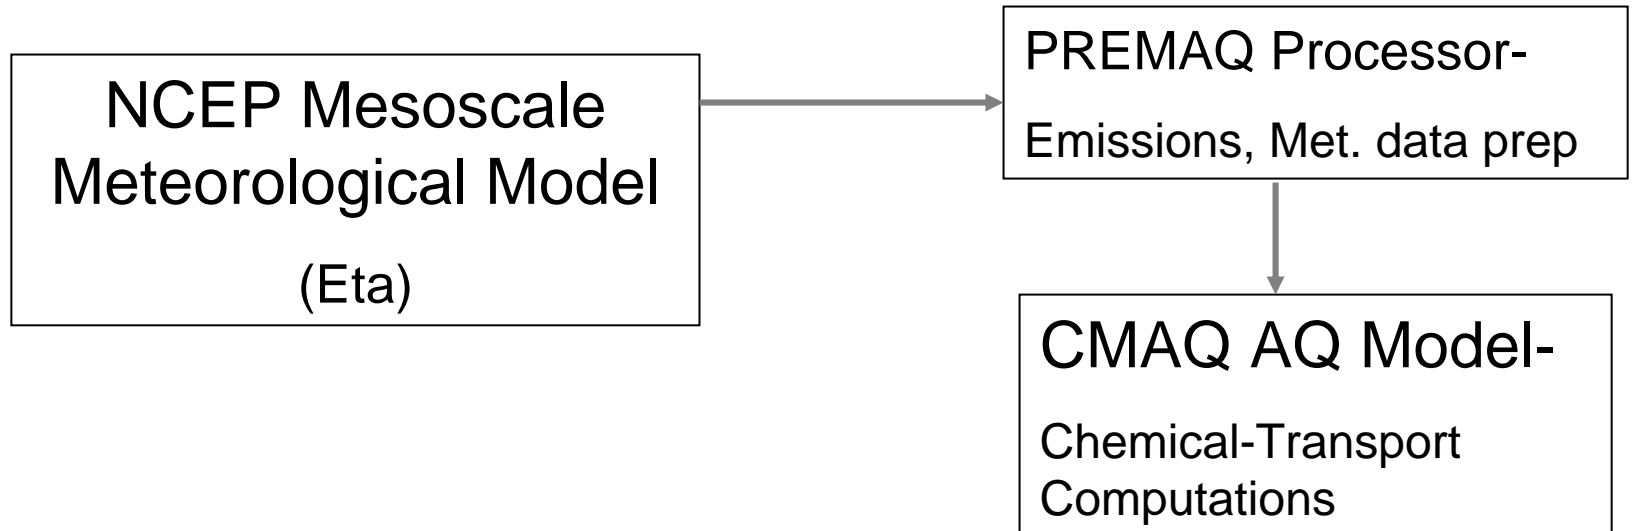 NCEP Mesoscale
Meteorological Model
(Eta)
PREMAQ Processor-
Emissions, Met. data prep
CMAQ AQ Model-
Chemical-Transport
Computations